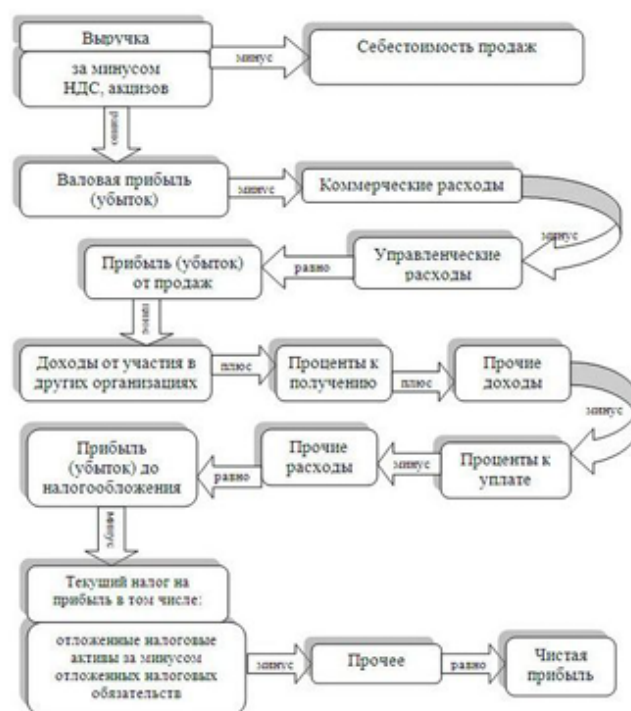 Выручка
минус
Себестоимость продаж
за минусом
НДС, акцизов
равно
Валовая прибыль
(убыток)
минус
Коммерческие расходы
минус
Управленческие
расходы
равно
Прибыль (убыток)
от продаж
плюс
Доходы от участия в
других организациях
плюс
Проценты к
получению
плюс
Прочие
доходы
минус
Проценты к
уплате
минус
Прочие
расходы
равно
Прибыль
(убыток) до
налогообложения
минус
Текущий налог на
прибыль в том числе:
отложенные налоговые
активы за минусом
отложенных налоговых
обязательств
минус
Прочее
равно
Чистая
прибыль